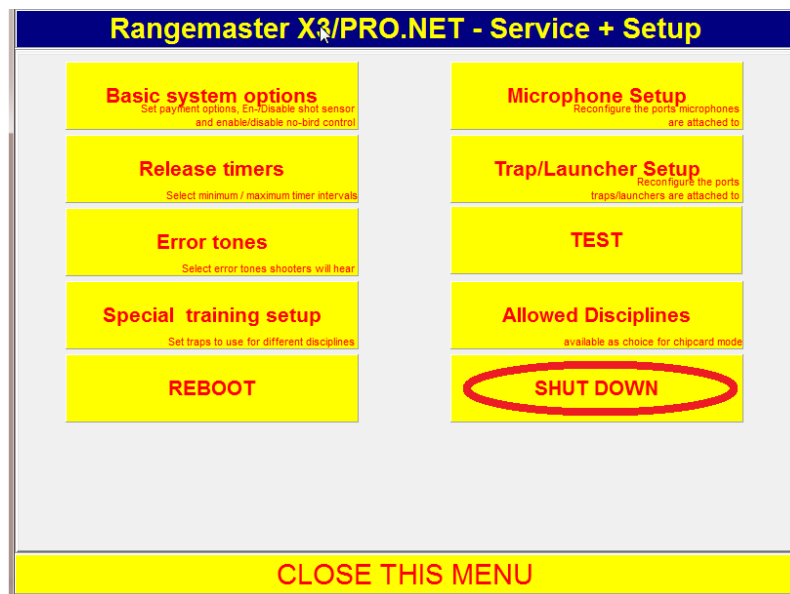 Rangemaster X3/PRO.NET - Service + Setup
Basic system options
Set payment options, En-/Disable shot sensor
and enable/disable no-bird control
Microphone Setup
Reconfigure the ports microphones
are attached to
Release timers
Select minimum / maximum timer intervals
Trap/Launcher Setup
Reconfigure the ports
traps/launchers are attached to
Error tones
Select error tones shooters will hear
TEST
Special training setup
Set traps to use for different disciplines
Allowed Disciplines
available as choice for chipcard mode
REBOOT
SHUT DOWN
CLOSE THIS MENU